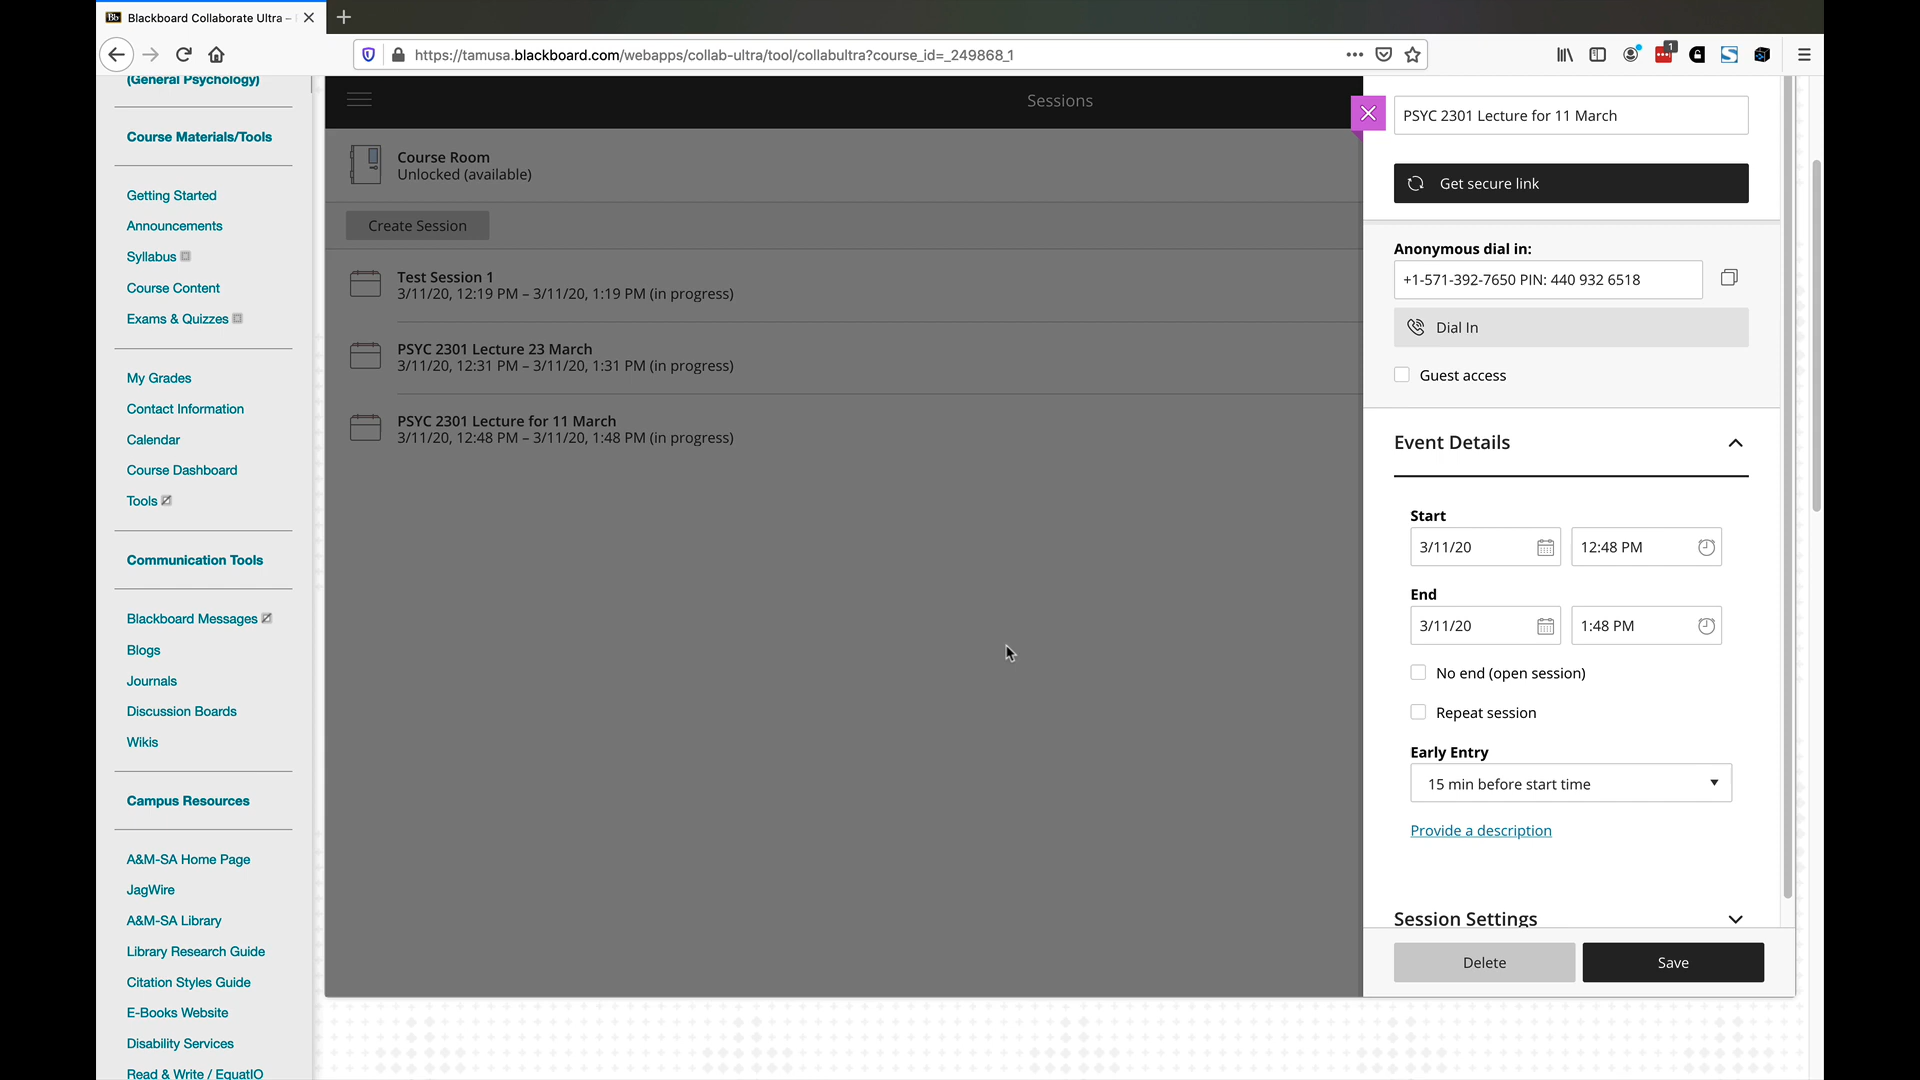 Blackboard Collaborate Ultra –
https://tamusa.blackboard.com/webapps/collab-ultra/tool/collabultra?course_id=_249868_1
1
(General Psychology)
Course Materials/Tools
Getting Started
Announcements
Syllabus
Course Content
Exams & Quizzes
My Grades
Contact Information
Calendar
Course Dashboard
Tools
Communication Tools
Blackboard Messages
Blogs
Journals
Discussion Boards
Wikis
Campus Resources
A&M-SA Home Page
JagWire
A&M-SA Library
Library Research Guide
Citation Styles Guide
E-Books Website
Disability Services
Read & Write / EquatIO
Sessions
Course Room
Unlocked (available)
Create Session
Test Session 1
3/11/20, 12:19 PM – 3/11/20, 1:19 PM (in progress)
PSYC 2301 Lecture 23 March
3/11/20, 12:31 PM – 3/11/20, 1:31 PM (in progress)
PSYC 2301 Lecture for 11 March
3/11/20, 12:48 PM – 3/11/20, 1:48 PM (in progress)
PSYC 2301 Lecture for 11 March
Get secure link
Anonymous dial in:
+1-571-392-7650 PIN: 440 932 6518
Dial In
Guest access
Event Details
Start
3/11/20 12:48 PM
End
3/11/20 1:48 PM
No end (open session)
Repeat session
Early Entry
15 min before start time
Provide a description
Session Settings
Delete Save